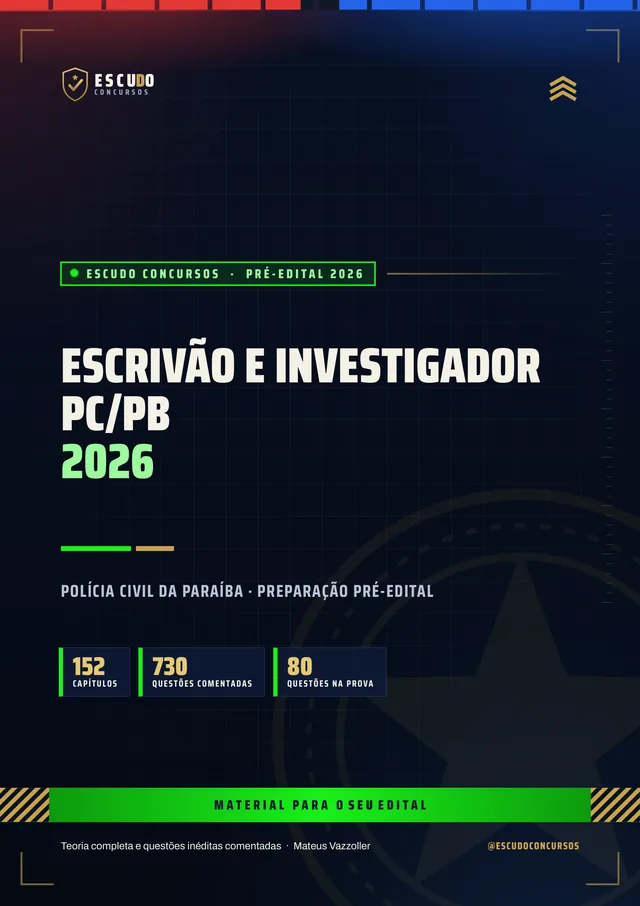 ESCUDO
CONCURSOS
ESCUDO CONCURSOS · PRÉ-EDITAL 2026
ESCRIVÃO E INVESTIGADOR
PC/PB
2026
POLÍCIA CIVIL DA PARAÍBA · PREPARAÇÃO PRÉ-EDITAL
152
CAPÍTULOS
730
QUESTÕES COMENTADAS
80
QUESTÕES NA PROVA
MATERIAL PARA O SEU EDITAL
Teoria completa e questões inéditas comentadas · Mateus Vazzoller
@ESCUDOCONCURSOS